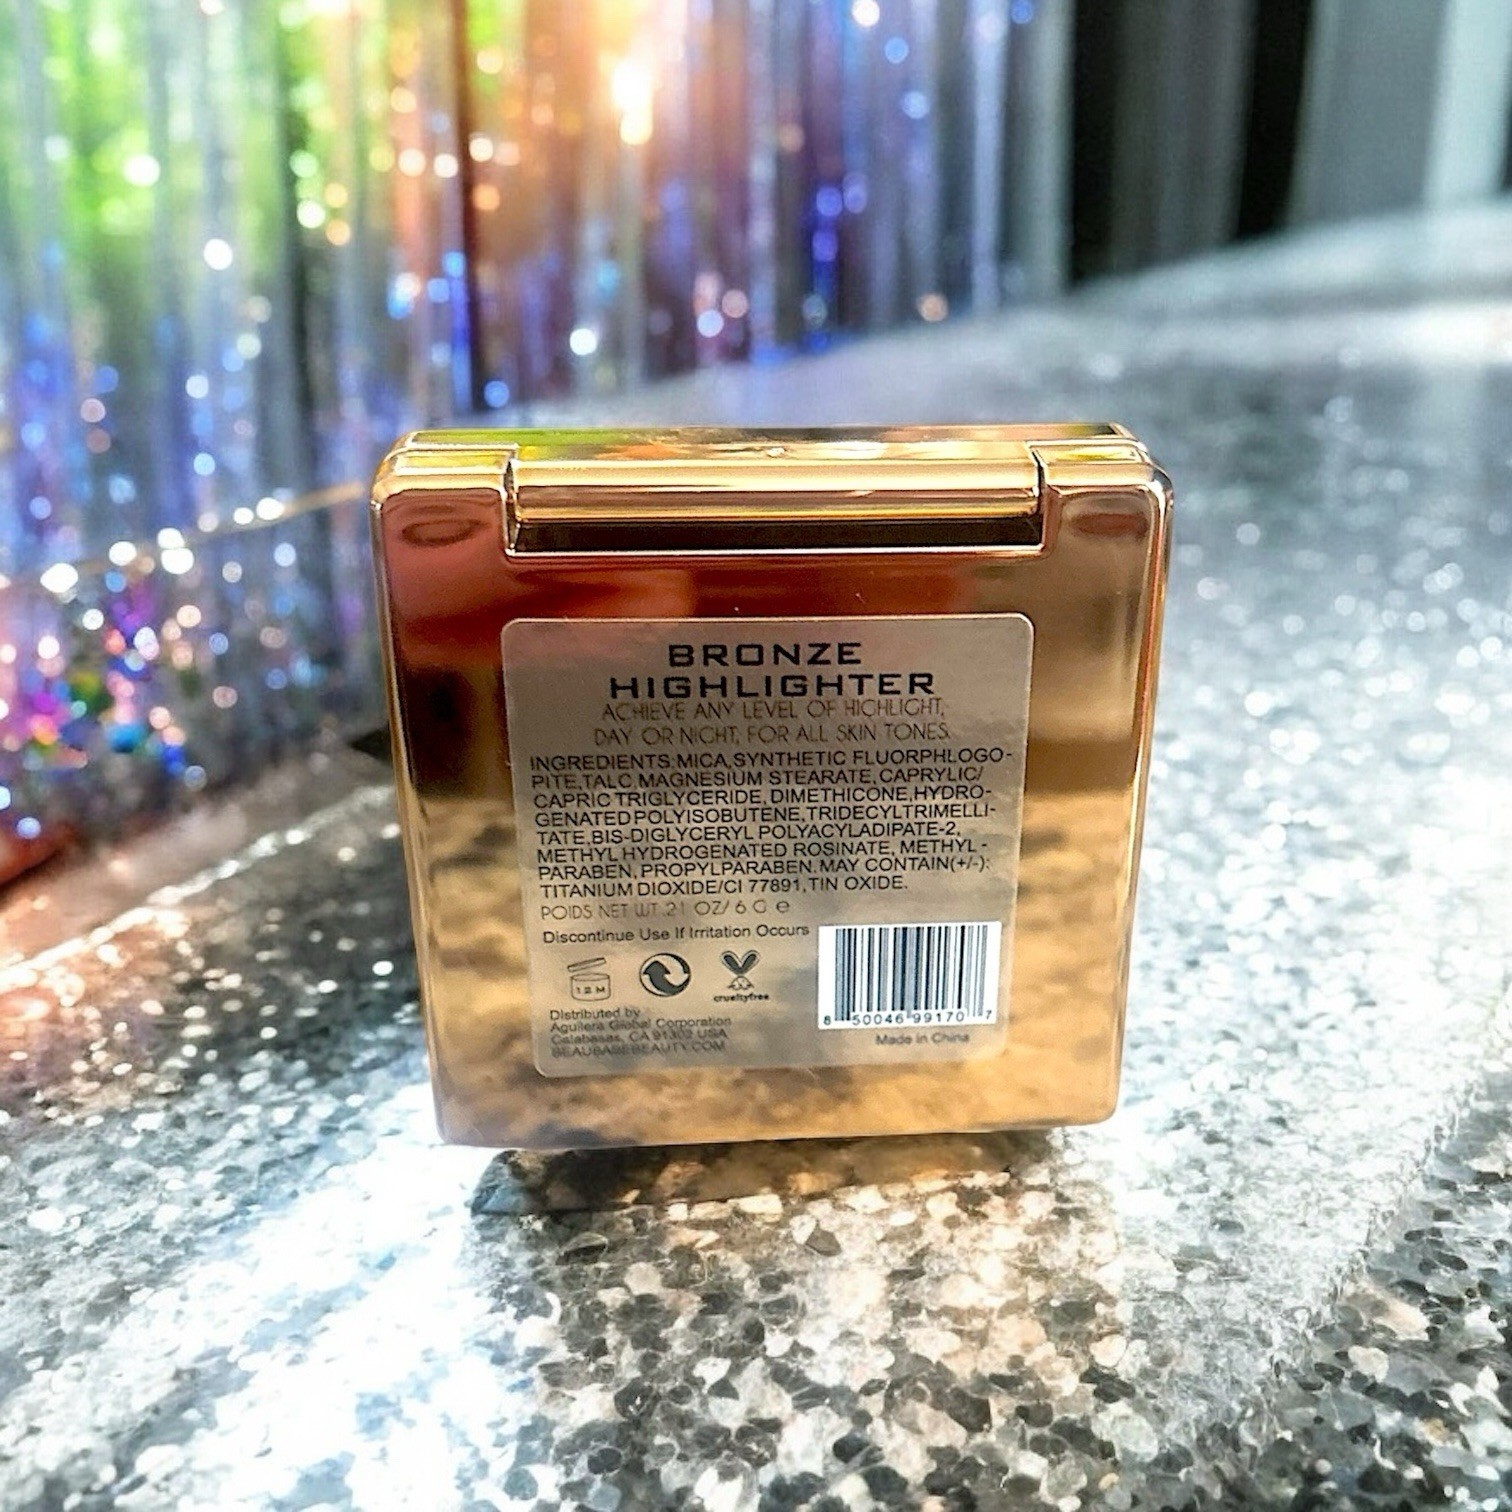 BRONZE
HIGHLIGHTER
ACHIEVE ANY LEVEL OF HIGHLIGHT,
DAY OR NIGHT, FOR ALL SKIN TONES.
INGREDIENTS:MICA,SYNTHETIC FLUORPHLOGO-
PITE,TALC,MAGNESIUM STEARATE,CAPRYLIC/
CAPRIC TRIGLYCERIDE,DIMETHICONE,HYDRO-
GENATED POLYISOBUTENE,TRIDECYL TRIMELLI-
TATE,BIS-DIGLYCERYL POLYACYLADIPATE-2,
METHYL HYDROGENATED ROSINATE, METHYL-
PARABEN,PROPYLPARABEN.MAY CONTAIN(+/-):
TITANIUM DIOXIDE/CI 77891,TIN OXIDE.
POIDS NET WT .21 OZ/ 6 G e
Discontinue Use If Irritation Occurs
12 M
crueltyfree
8 50046 99170 7
Distributed by
Aguilera Global Corporation
Calabasas, CA 91302 USA
BEAUBABEBEAUTY.COM
Made in China